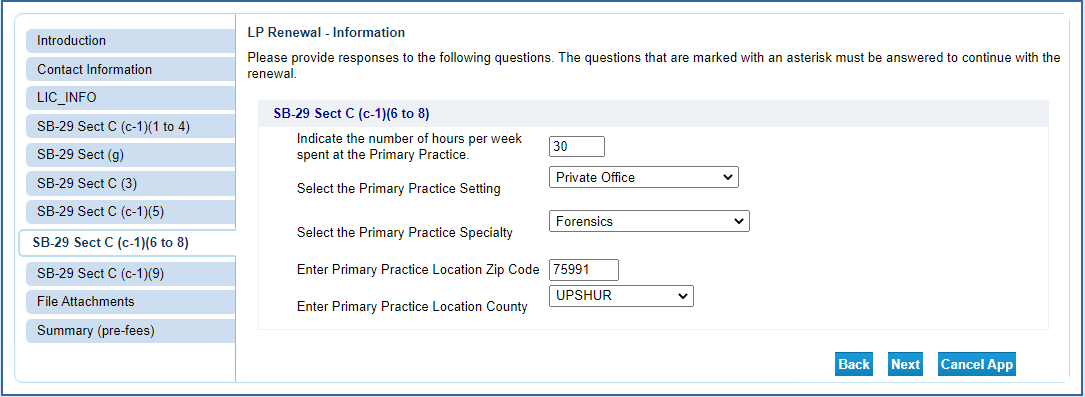 Introduction
Contact Information
LIC_INFO
SB-29 Sect C (c-1)(1 to 4)
SB-29 Sect (g)
SB-29 Sect C (3)
SB-29 Sect C (c-1)(5)
SB-29 Sect C (c-1)(6 to 8)
SB-29 Sect C (c-1)(9)
File Attachments
Summary (pre-fees)
LP Renewal - Information
Please provide responses to the following questions. The questions that are marked with an asterisk must be answered to continue with the
renewal.
SB-29 Sect C (c-1)(6 to 8)
Indicate the number of hours per week
spent at the Primary Practice.
30
Select the Primary Practice Setting
Private Office
Select the Primary Practice Specialty
Forensics
Enter Primary Practice Location Zip Code
75991
Enter Primary Practice Location County
UPSHUR
Back Next Cancel App